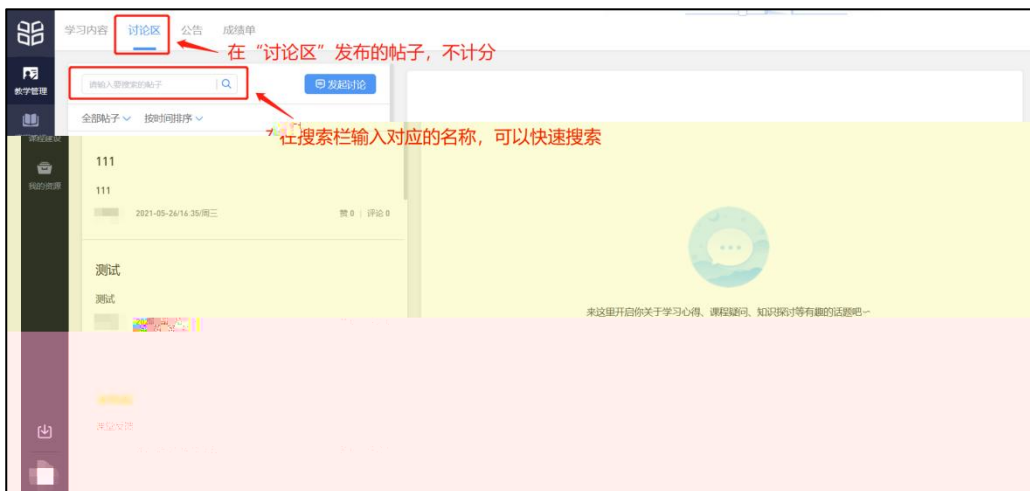 学习内容 讨论区 公告 成绩单
在“讨论区”发布的帖子，不计分
教学管理
请输入要搜索的帖子
发起讨论
全部帖子 按时间排序
在搜索栏输入对应的名称，可以快速搜索
课程建设
111
我的资源
111
2021-05-26/16:35/周三 赞 0 | 评论 0
测试
测试
来这里开启你关于学习心得、课程疑问、知识探讨等有趣的话题吧~